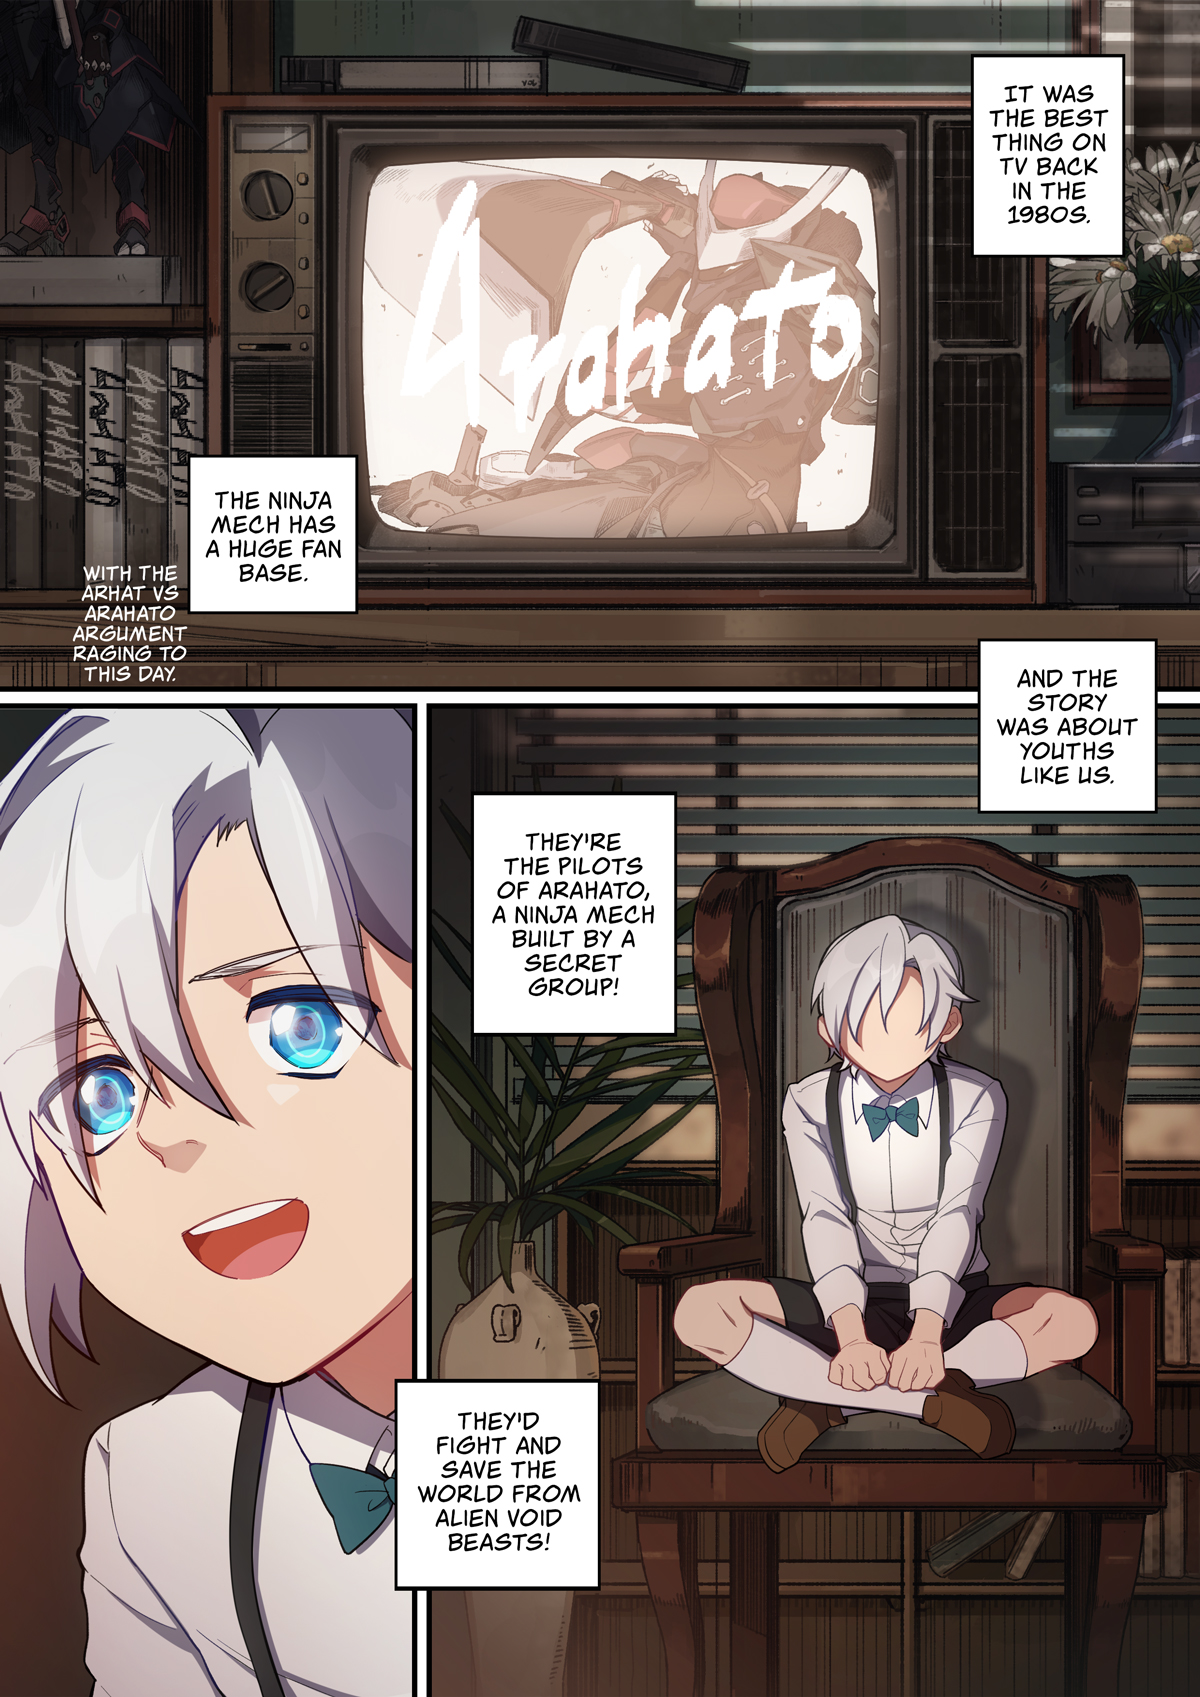 VOL
IT WAS
THE BEST
THING ON
TV BACK
IN THE
1980S.
Arahato
THE NINJA
MECH HAS
A HUGE FAN
BASE.
WITH THE
ARHAT VS
ARAHATO
ARGUMENT
RAGING TO
THIS DAY.
AND THE
STORY
WAS ABOUT
YOUTHS
LIKE US.
THEY'RE
THE PILOTS
OF ARAHATO,
A NINJA MECH
BUILT BY A
SECRET
GROUP!
THEY'D
FIGHT AND
SAVE THE
WORLD FROM
ALIEN VOID
BEASTS!